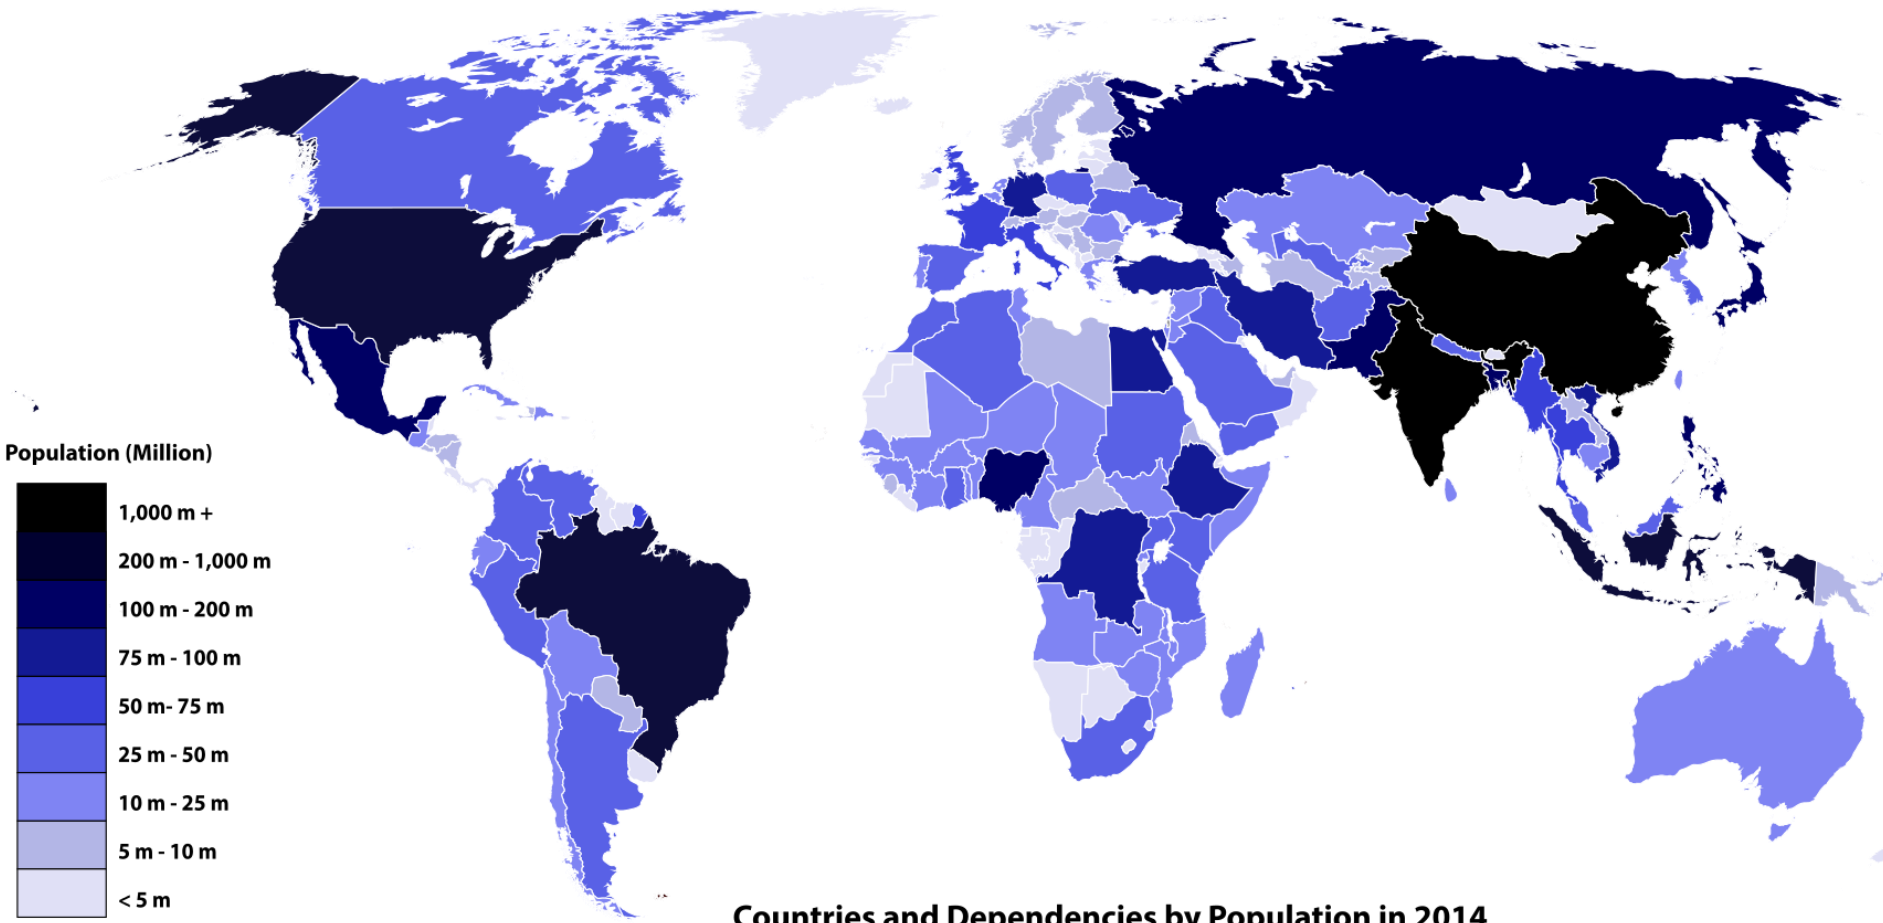 Population (Million)
1,000 m +
200 m - 1,000 m
100 m - 200 m
75 m - 100 m
50 m- 75 m
25 m - 50 m
10 m - 25 m
5 m - 10 m
< 5 m
Countries and Dependencies by Population in 2014